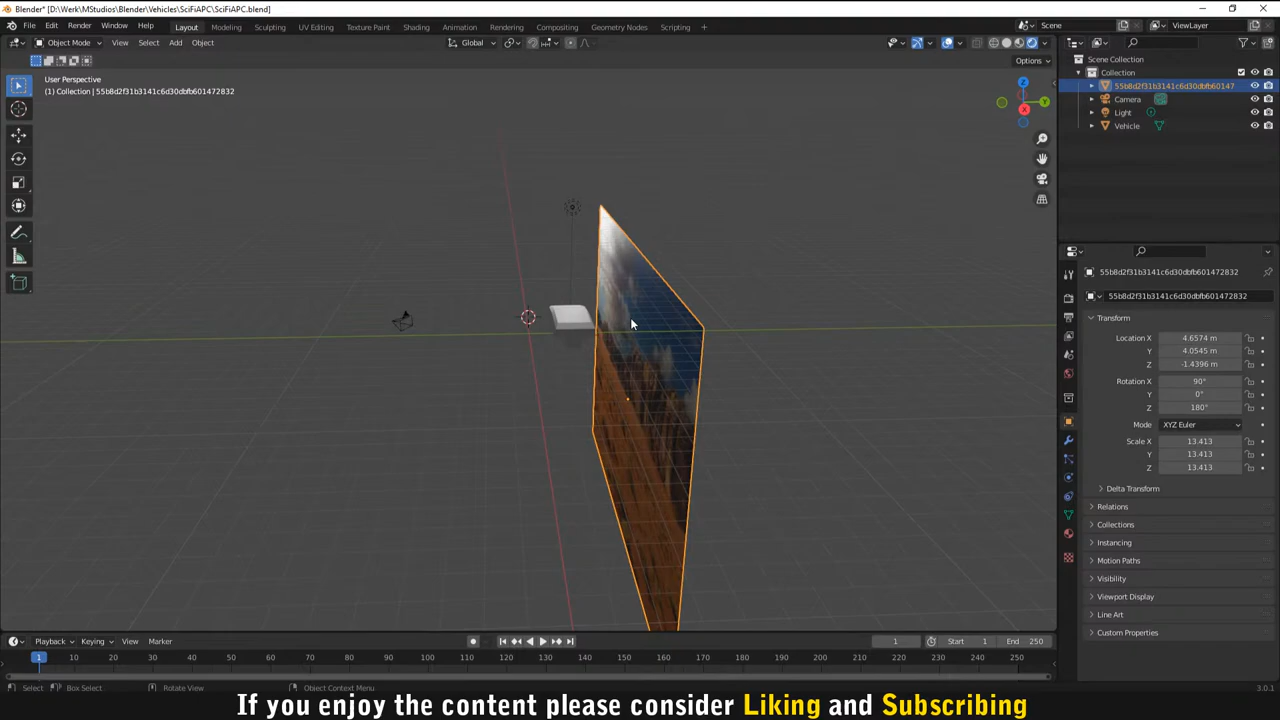 Blender* [D:\Werk\MStudios\Blender\Vehicles\SciFiAPC\SciFiAPC.blend]
File Edit Render Window Help Layout Modeling Sculpting UV Editing Texture Paint Shading Animation Rendering Compositing Geometry Nodes Scripting + Scene ViewLayer
Object Mode View Select Add Object Global
Options
User Perspective
(1) Collection | 55b8d2f31b3141c6d30dbfb601472832
Scene Collection
Collection
55b8d2f31b3141c6d30dbfb60147
Camera
Light
Vehicle
Z
Y
X
55b8d2f31b3141c6d30dbfb601472832
55b8d2f31b3141c6d30dbfb601472832
Transform
Location X 4.6574 m
Y 4.0545 m
Z -1.4396 m
Rotation X 90°
Y 0°
Z 180°
Mode XYZ Euler
Scale X 13.413
Y 13.413
Z 13.413
Delta Transform
Relations
Collections
Instancing
Motion Paths
Visibility
Viewport Display
Line Art
Custom Properties
Playback Keying View Marker 1 Start 1 End 250
1 10 20 30 40 50 60 70 80 90 100 110 120 130 140 150 160 170 180 190 200 210 220 230 240 250
Select Box Select Rotate View Object Context Menu 3.0.1
If you enjoy the content please consider Liking and Subscribing